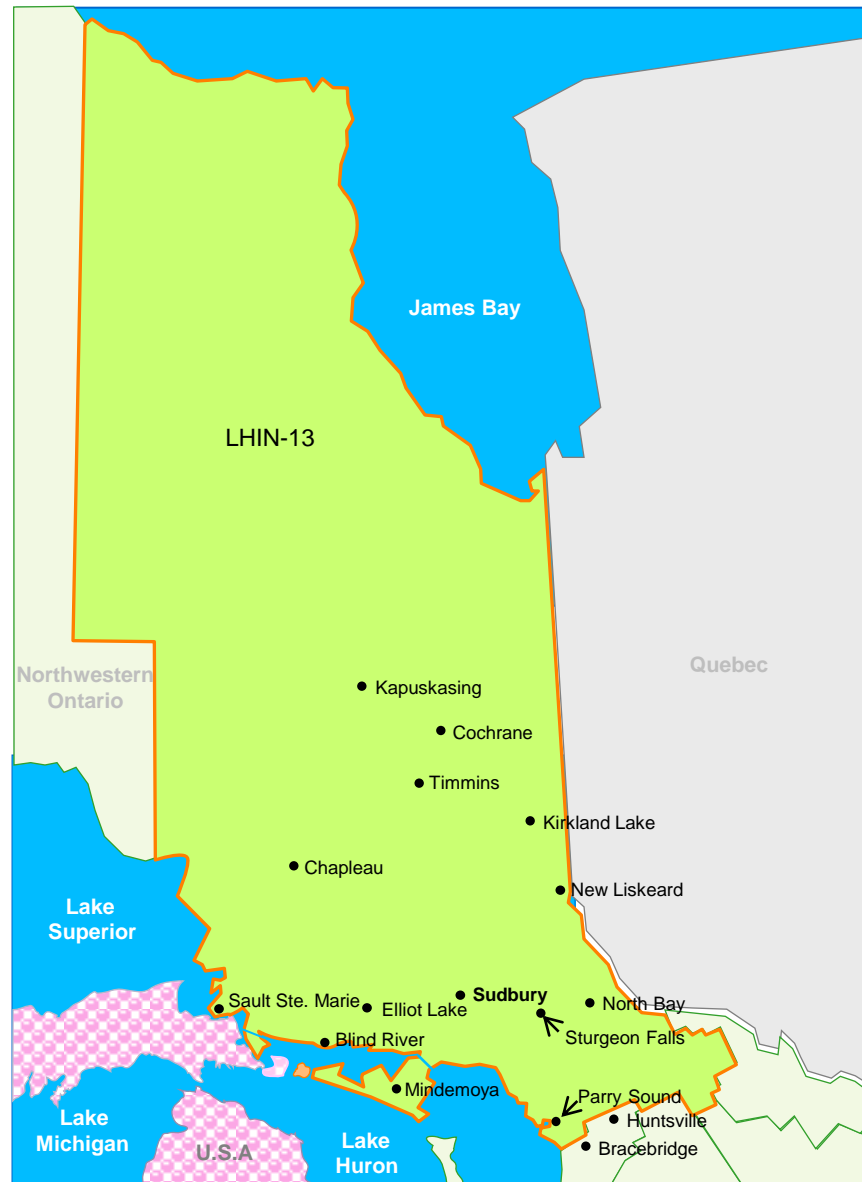 James Bay
LHIN-13
Northwestern
Ontario
Quebec
Kapuskasing
Cochrane
Timmins
Kirkland Lake
Chapleau
New Liskeard
Lake
Superior
Sault Ste. Marie
Elliot Lake
Sudbury
North Bay
Sturgeon Falls
Blind River
Mindemoya
Parry Sound
Huntsville
Bracebridge
Lake
Michigan
U.S.A
Lake
Huron